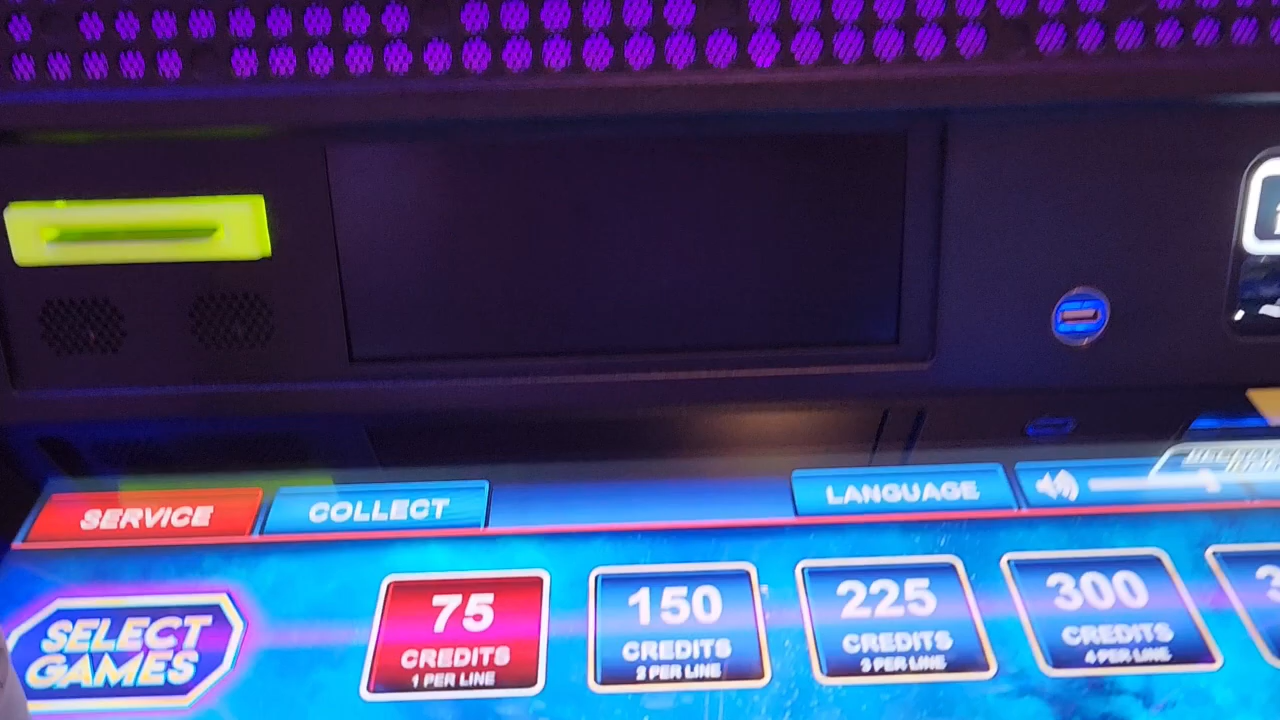 SERVICE
COLLECT
LANGUAGE
SELECT
GAMES
75
CREDITS
1 PER LINE
150
CREDITS
2 PER LINE
225
CREDITS
3 PER LINE
300
CREDITS
4 PER LINE